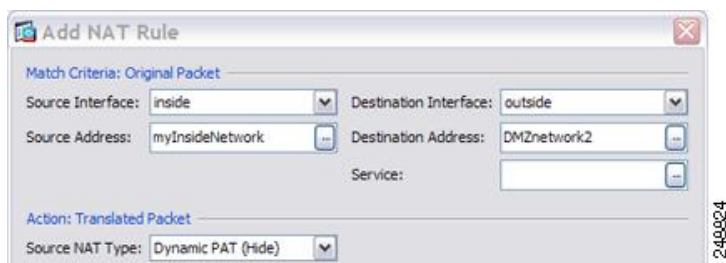 Add NAT Rule
Match Criteria: Original Packet
Source Interface: inside Destination Interface: outside
Source Address: myInsideNetwork ... Destination Address: DMZnetwork2 ...
Service: ...
Action: Translated Packet
Source NAT Type: Dynamic PAT (Hide)
248824